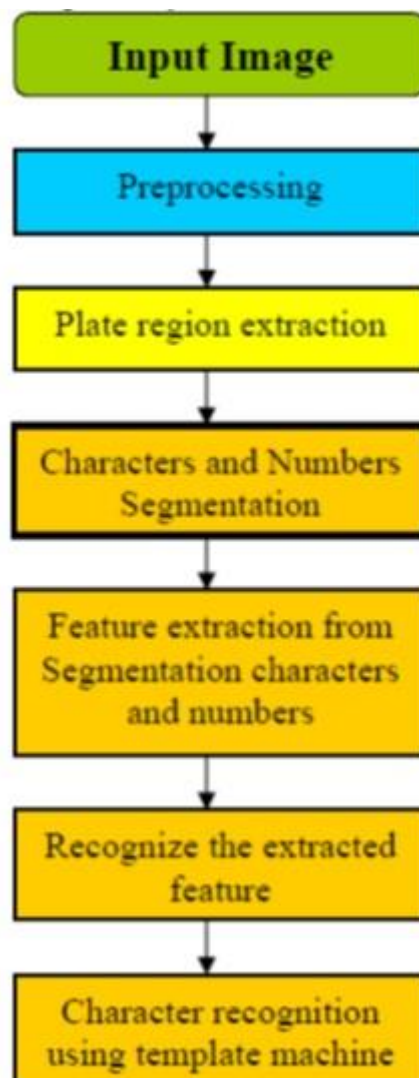 Input Image
Preprocessing
Plate region extraction
Characters and Numbers
Segmentation
Feature extraction from
Segmentation characters
and numbers
Recognize the extracted
feature
Character recognition
using template machine